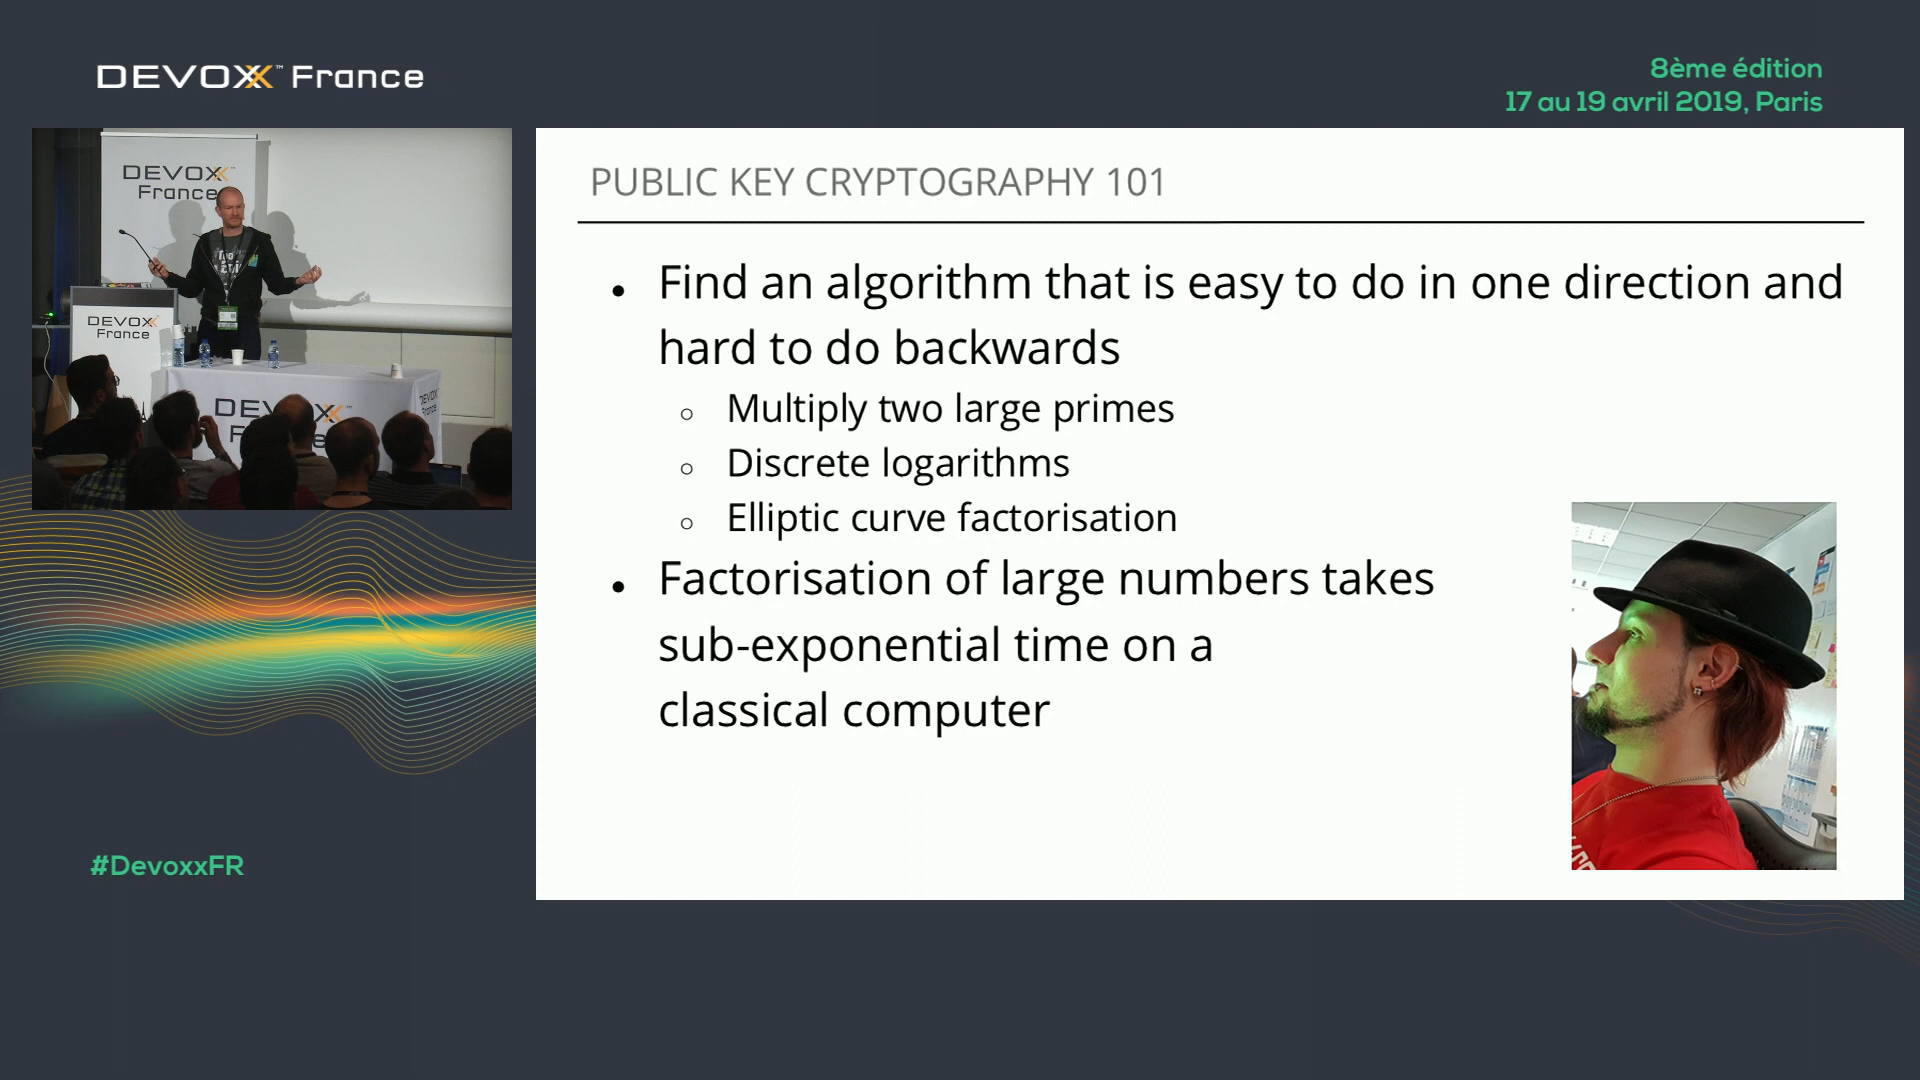 DEVOXX™ France
8ème édition
17 au 19 avril 2019, Paris
DEVOXX
France
DEVOXX
France
DEVOXX
PUBLIC KEY CRYPTOGRAPHY 101
• Find an algorithm that is easy to do in one direction and
hard to do backwards
○ Multiply two large primes
○ Discrete logarithms
○ Elliptic curve factorisation
• Factorisation of large numbers takes
sub-exponential time on a
classical computer
#DevoxxFR